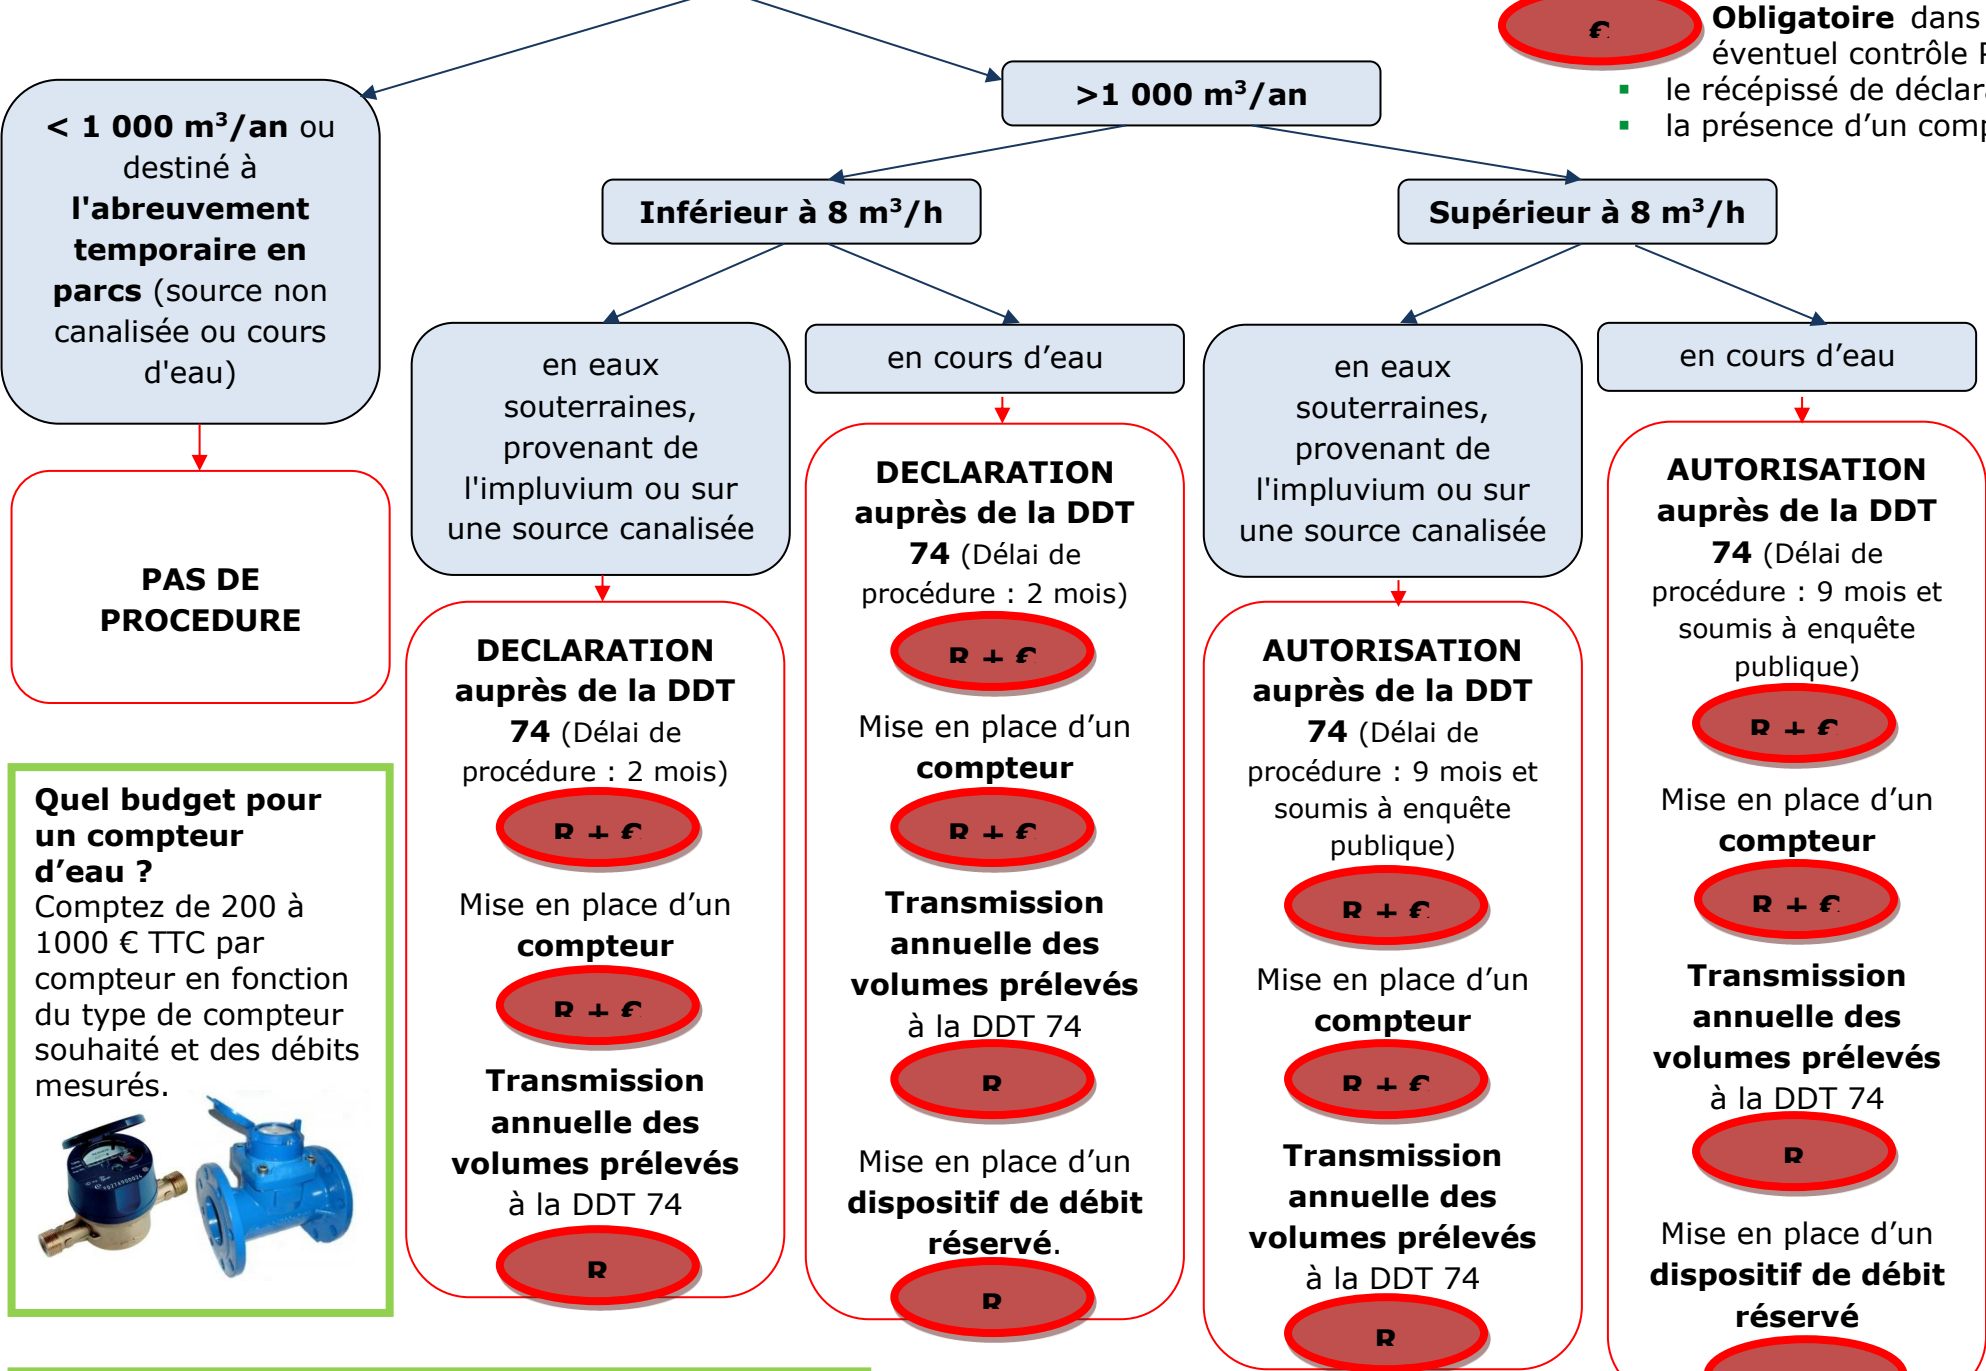 €
Obligatoire dans
éventuel contrôle
le récépissé de
la présence d'un
>1 000 m³/an
< 1 000 m³/an ou
destiné à
l'abreuvement
temporaire en
parcs (source non
canalisée ou cours
d'eau)
Inférieur à 8 m³/h
Supérieur à 8 m³/h
en eaux
souterraines,
provenant de
l'impluvium ou sur
une source canalisée
en cours d'eau
en eaux
souterraines,
provenant de
l'impluvium ou sur
une source canalisée
en cours d'eau
PAS DE
PROCEDURE
DECLARATION
auprès de la DDT
74 (Délai de
procédure : 2 mois)
R + €
Mise en place d'un
compteur
R + €
Transmission
annuelle des
volumes prélevés
à la DDT 74
R
DECLARATION
auprès de la DDT
74 (Délai de
procédure : 2 mois)
R + €
Mise en place d'un
compteur
R + €
Transmission
annuelle des
volumes prélevés
à la DDT 74
R
Mise en place d'un
dispositif de débit
réservé.
R
AUTORISATION
auprès de la DDT
74 (Délai de
procédure : 9 mois et
soumis à enquête
publique)
R + €
Mise en place d'un
compteur
R + €
Transmission
annuelle des
volumes prélevés
à la DDT 74
R
AUTORISATION
auprès de la DDT
74 (Délai de
procédure : 9 mois et
soumis à enquête
publique)
R + €
Mise en place d'un
compteur
R + €
Transmission
annuelle des
volumes prélevés
à la DDT 74
R
Mise en place d'un
dispositif de débit
réservé
Quel budget pour
un compteur
d'eau ?
Comptez de 200 à
1000 € TTC par
compteur en fonction
du type de compteur
souhaité et des débits
mesurés.